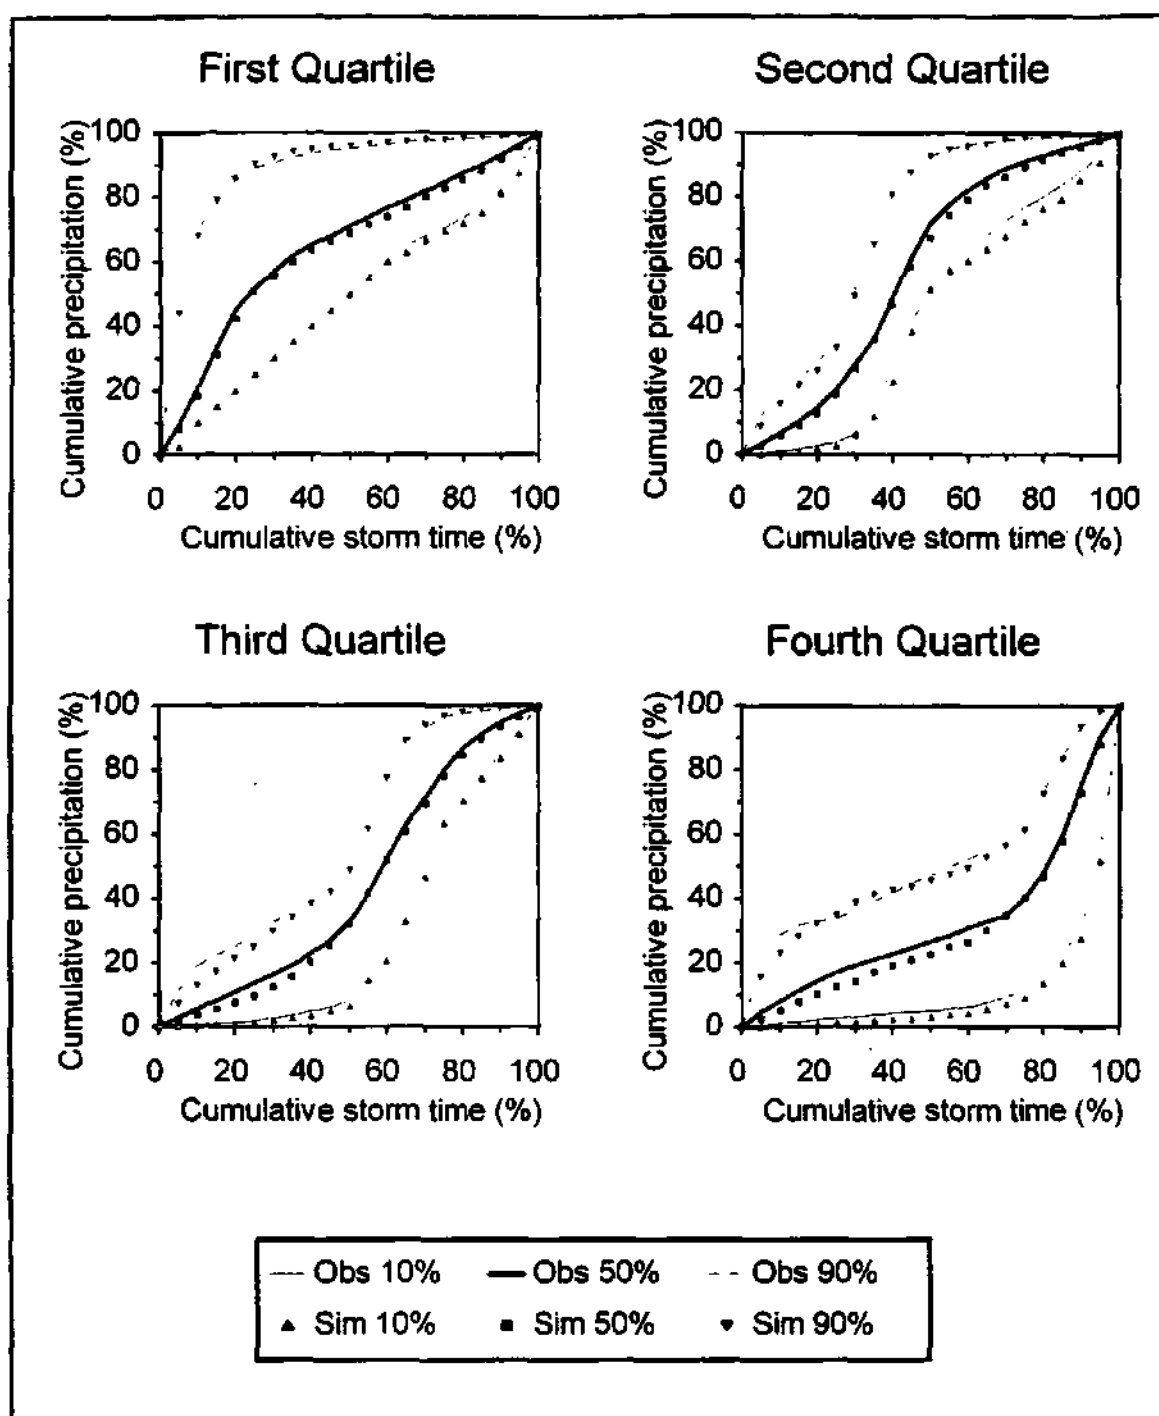 First Quartile
Second Quartile
Cumulative precipitation (%)
100
80
60
40
20
0
0 20 40 60 80 100
Cumulative storm time (%)
Cumulative precipitation (%)
100
80
60
40
20
0
0 20 40 60 80 100
Cumulative storm time (%)
Third Quartile
Fourth Quartile
Cumulative precipitation (%)
100
80
60
40
20
0
0 20 40 60 80 100
Cumulative storm time (%)
Cumulative precipitation (%)
100
80
60
40
20
0
0 20 40 60 80 100
Cumulative storm time (%)
Obs 10% Obs 50% Obs 90%
Sim 10% Sim 50% Sim 90%